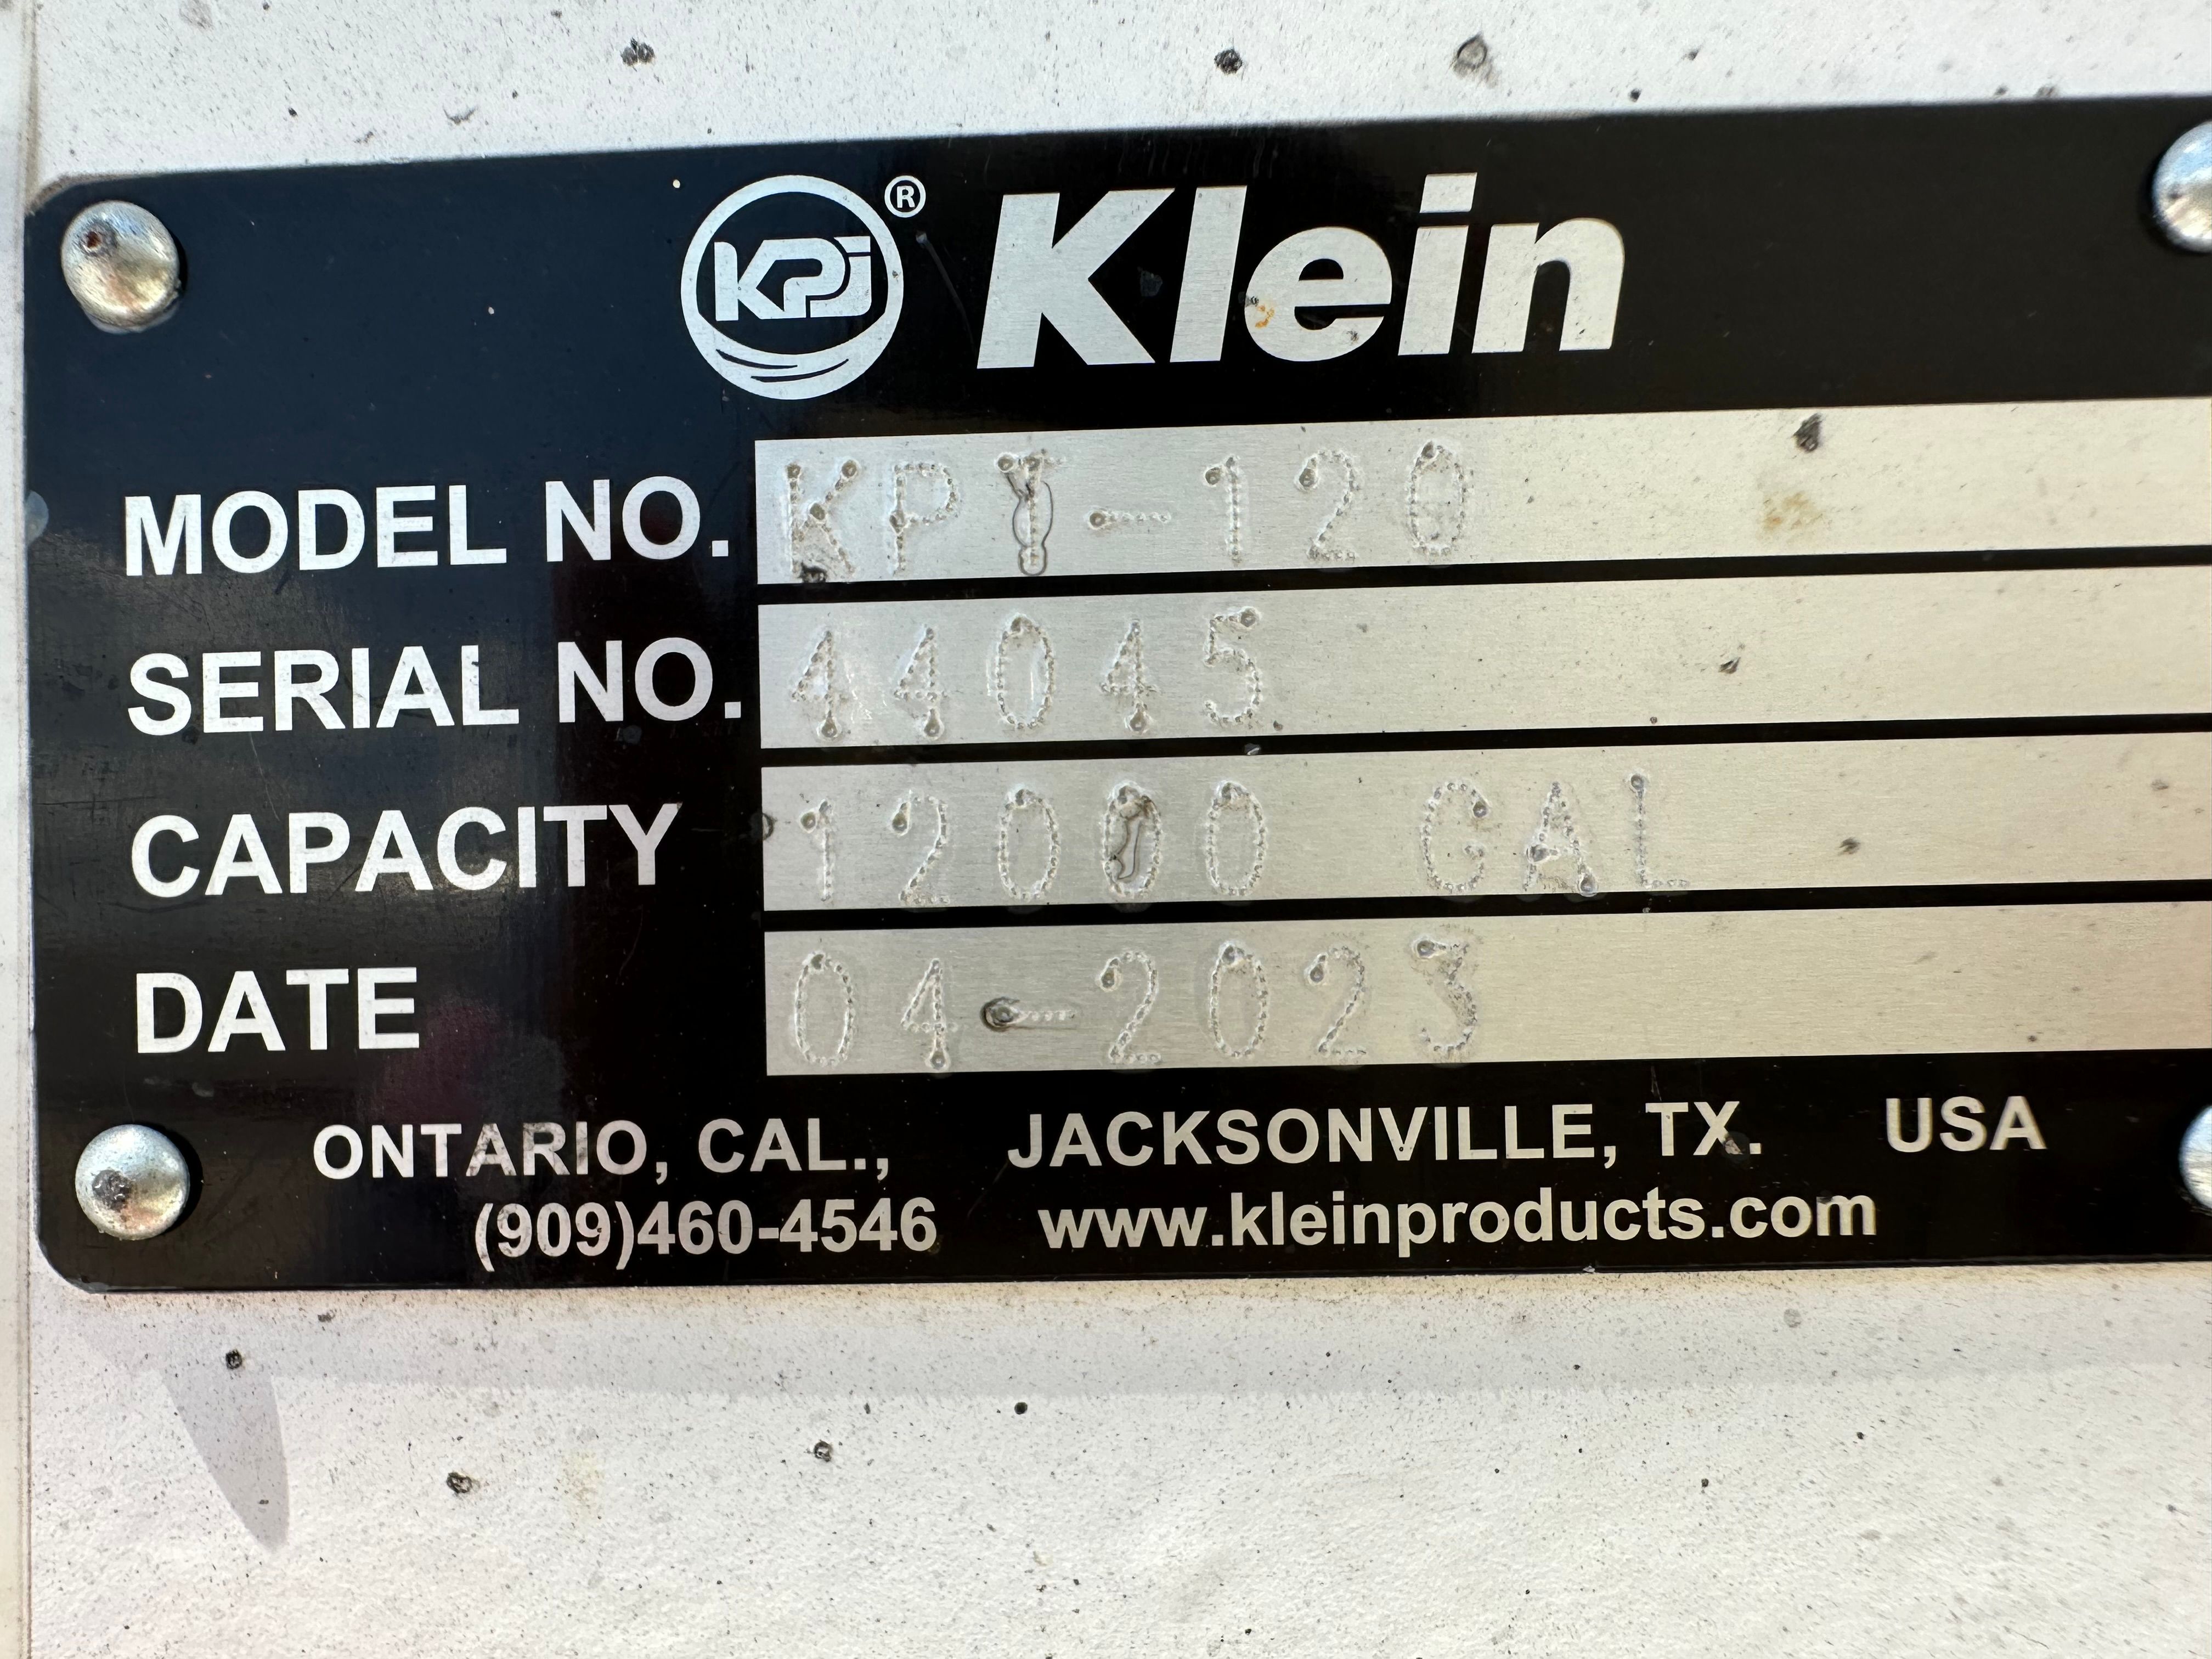 KPi® Klein
MODEL NO. KPT-120
SERIAL NO. 44045
CAPACITY 12000 GAL
DATE 04-2023
ONTARIO, CAL., JACKSONVILLE, TX. USA
(909)460-4546 www.kleinproducts.com